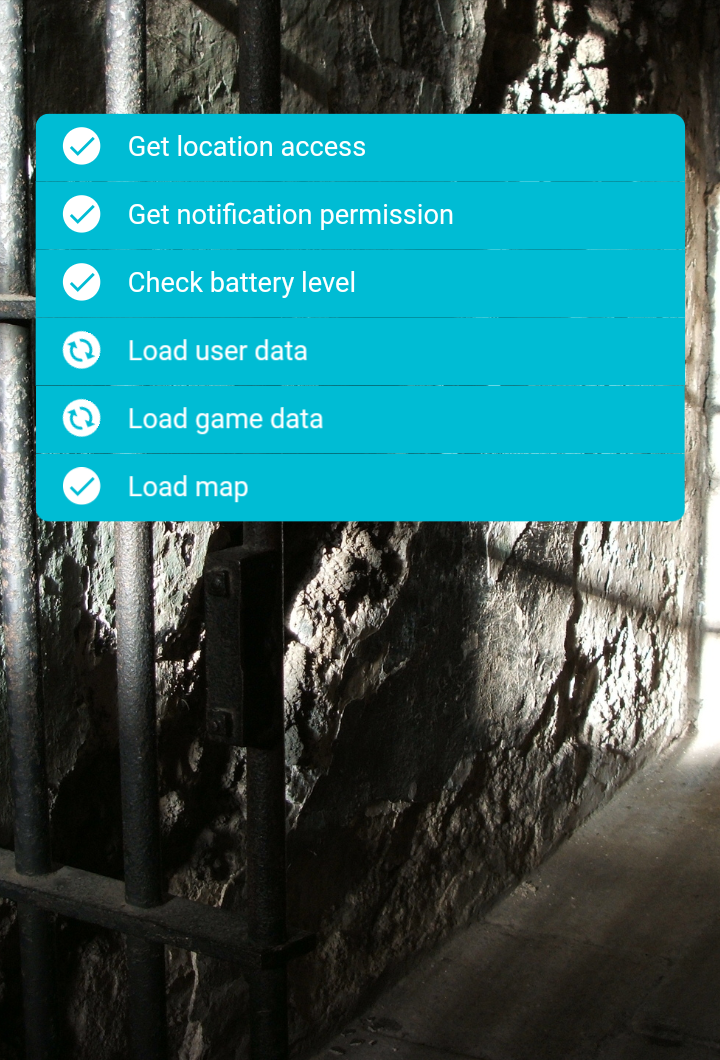 Get location access
Get notification permission
Check battery level
Load user data
Load game data
Load map